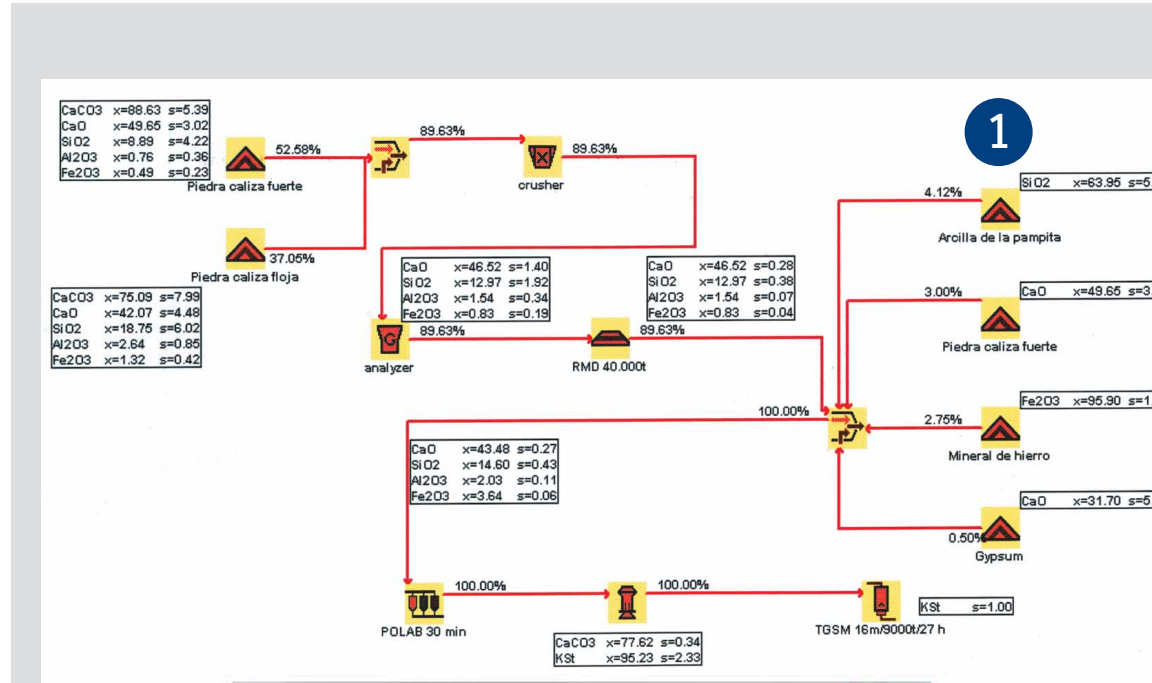 1
CaCO3 x=88.63 s=5.39
CaO x=49.65 s=3.02
SiO2 x=8.89 s=4.22
Al2O3 x=0.76 s=0.36
Fe2O3 x=0.49 s=0.23
52.58%
Piedra caliza fuerte
89.63%
crusher
89.63%
37.05%
Piedra caliza floja
CaCO3 x=75.09 s=7.99
CaO x=42.07 s=4.48
SiO2 x=18.75 s=6.02
Al2O3 x=2.64 s=0.85
Fe2O3 x=1.32 s=0.42
CaO x=46.52 s=1.40
SiO2 x=12.97 s=1.92
Al2O3 x=1.54 s=0.34
Fe2O3 x=0.83 s=0.19
G
analyzer
89.63%
CaO x=46.52 s=0.28
SiO2 x=12.97 s=0.38
Al2O3 x=1.54 s=0.07
Fe2O3 x=0.83 s=0.04
RMD 40.000t
89.63%
SiO2 x=63.95 s=5.
4.12%
Arcilla de la pampita
CaO x=49.65 s=3.
3.00%
Piedra caliza fuerte
Fe2O3 x=95.90 s=1.
2.75%
Mineral de hierro
CaO x=31.70 s=5.
0.50%
Gypsum
100.00%
CaO x=43.48 s=0.27
SiO2 x=14.60 s=0.43
Al2O3 x=2.03 s=0.11
Fe2O3 x=3.64 s=0.06
POLAB 30 min
100.00%
CaCO3 x=77.62 s=0.34
KSt x=95.23 s=2.33
100.00%
TGSM 16m/9000t/27 h
KSt s=1.00